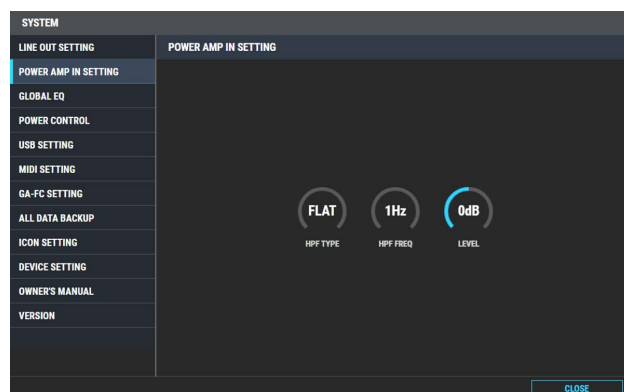 SYSTEM
LINE OUT SETTING
POWER AMP IN SETTING
GLOBAL EQ
POWER CONTROL
USB SETTING
MIDI SETTING
GA-FC SETTING
ALL DATA BACKUP
ICON SETTING
DEVICE SETTING
OWNER'S MANUAL
VERSION
POWER AMP IN SETTING
FLAT 1Hz 0dB
HPF TYPE HPF FREQ LEVEL
CLOSE